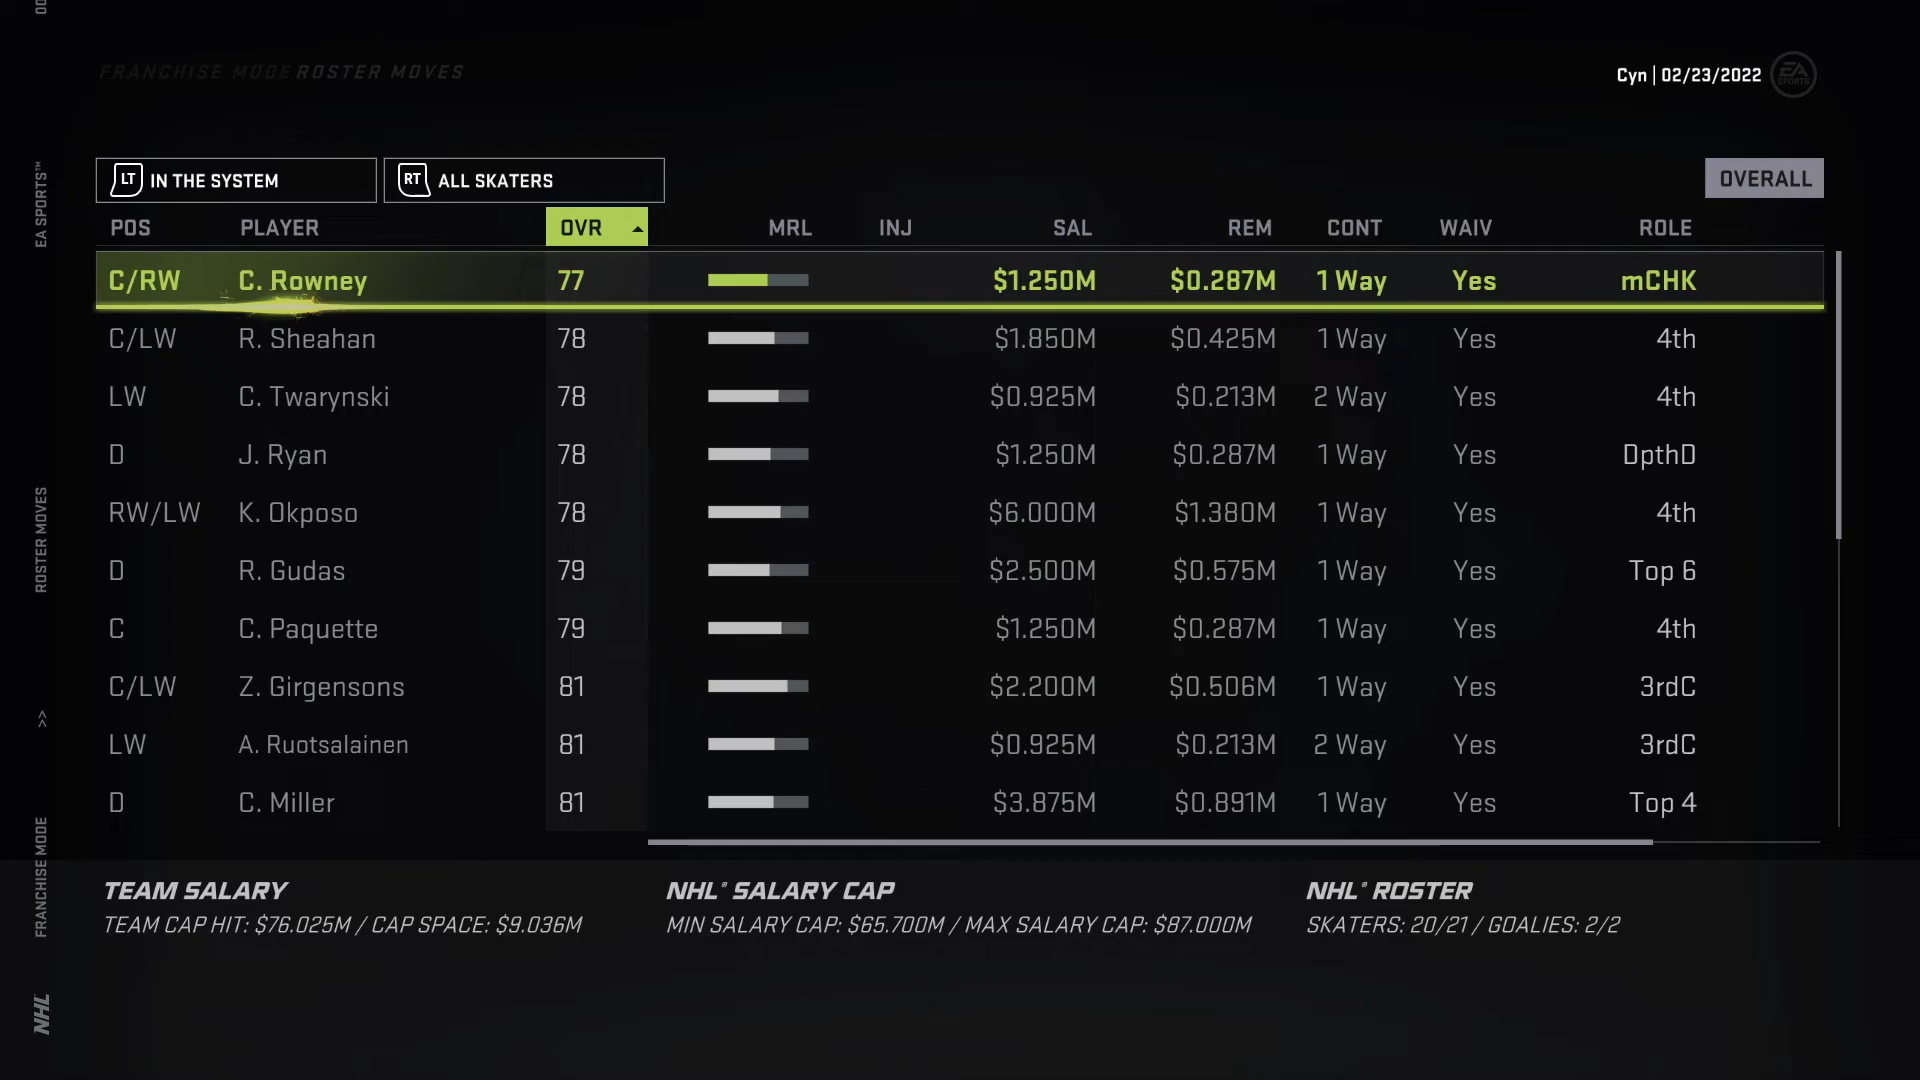 FRANCHISE MODE ROSTER MOVES
Cyn | 02/23/2022
EA SPORTS
LT IN THE SYSTEM RT ALL SKATERS OVERALL
POS PLAYER OVR MRL INJ SAL REM CONT WAIV ROLE
C/RW C. Rowney 77 $1.250M $0.287M 1 Way Yes mCHK
C/LW R. Sheahan 78 $1.850M $0.425M 1 Way Yes 4th
LW C. Twarynski 78 $0.925M $0.213M 2 Way Yes 4th
D J. Ryan 78 $1.250M $0.287M 1 Way Yes DpthD
RW/LW K. Okposo 78 $6.000M $1.380M 1 Way Yes 4th
D R. Gudas 79 $2.500M $0.575M 1 Way Yes Top 6
C C. Paquette 79 $1.250M $0.287M 1 Way Yes 4th
C/LW Z. Girgensons 81 $2.200M $0.506M 1 Way Yes 3rdC
LW A. Ruotsalainen 81 $0.925M $0.213M 2 Way Yes 3rdC
D C. Miller 81 $3.875M $0.891M 1 Way Yes Top 4
TEAM SALARY
TEAM CAP HIT: $76.025M / CAP SPACE: $9.036M
NHL® SALARY CAP
MIN SALARY CAP: $65.700M / MAX SALARY CAP: $87.000M
NHL® ROSTER
SKATERS: 20/21 / GOALIES: 2/2
NHL FRANCHISE MODE >> ROSTER MOVES EA SPORTS™